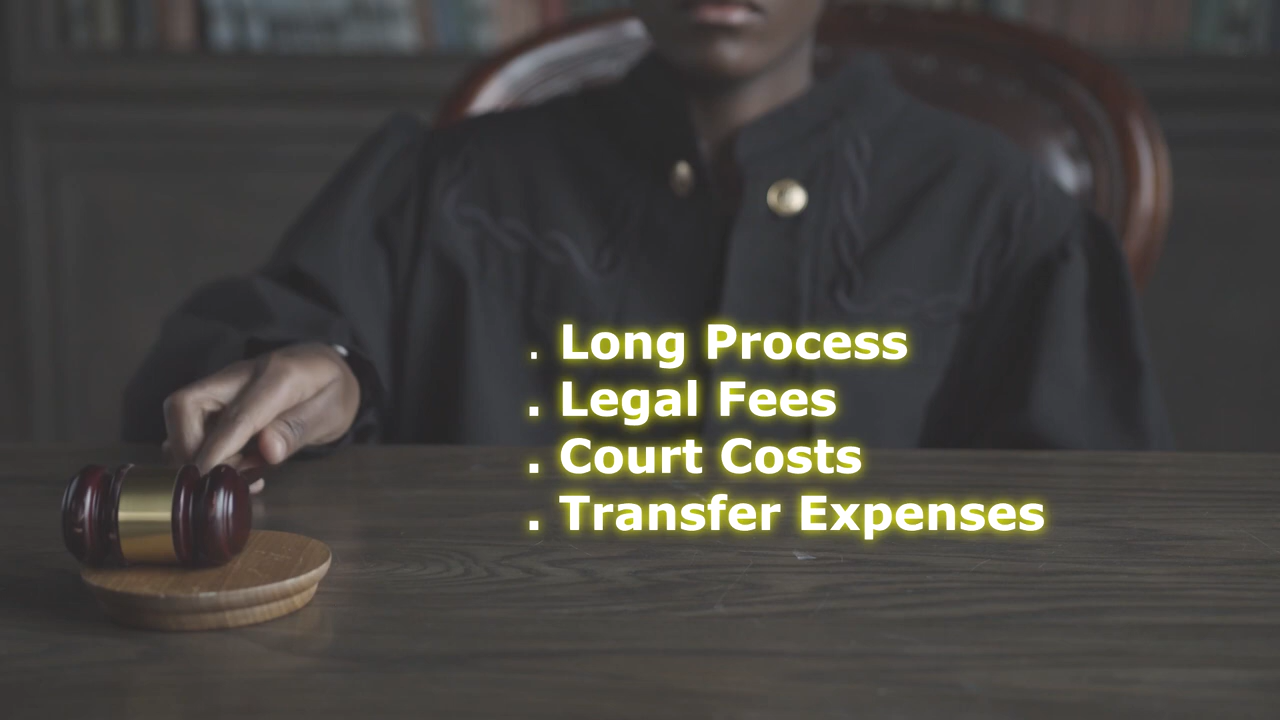 . Long Process
. Legal Fees
. Court Costs
. Transfer Expenses